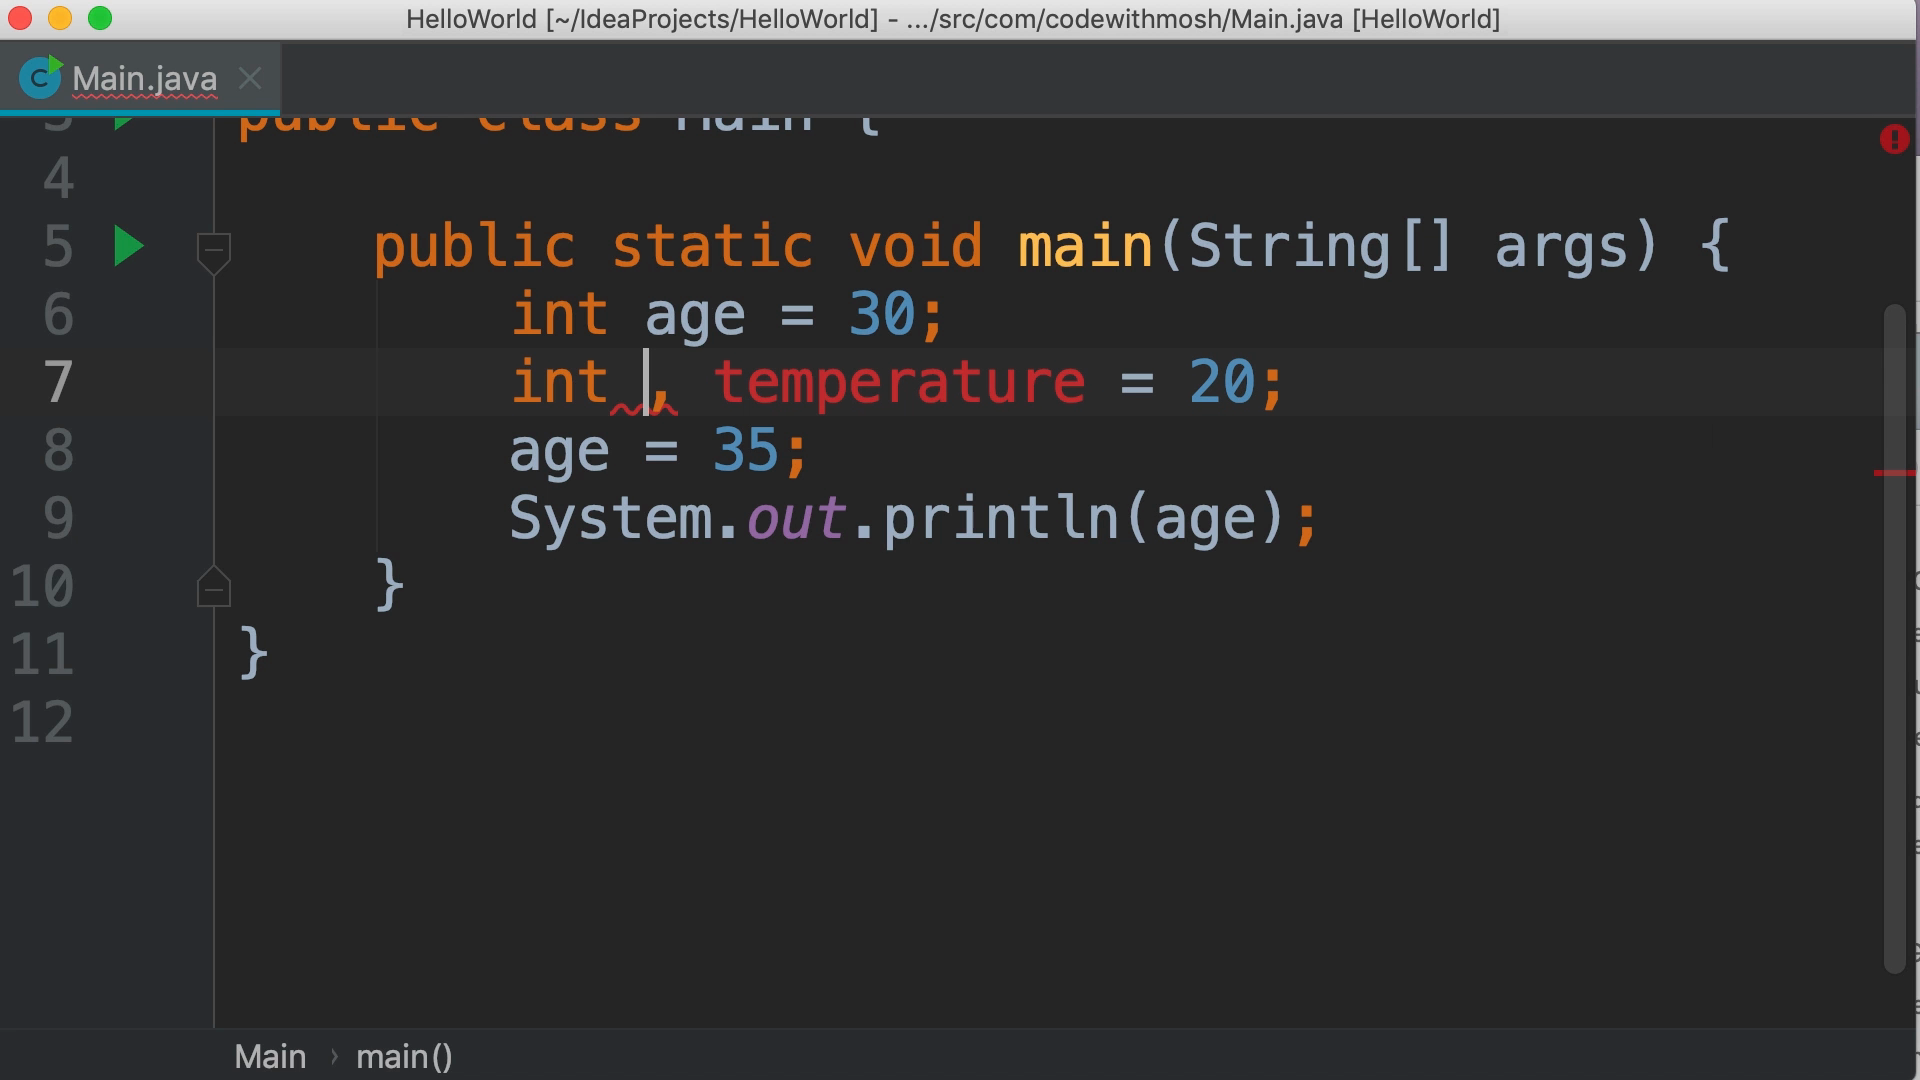 HelloWorld [~/IdeaProjects/HelloWorld] - .../src/com/codewithmosh/Main.java [HelloWorld]
Main.java
3 public class Main {
4
5 public static void main(String[] args) {
6 int age = 30;
7 int , temperature = 20;
8 age = 35;
9 System.out.println(age);
10 }
11 }
12
Main › main()